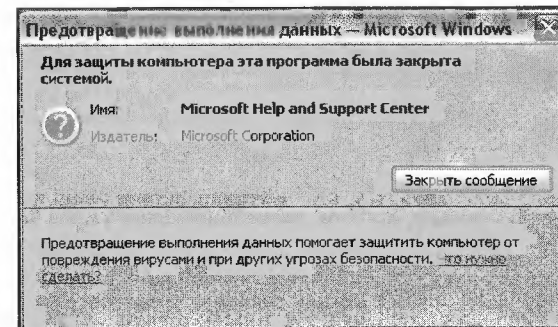 Предотвращение выполнения данных — Microsoft Windows
Для защиты компьютера эта программа была закрыта
системой.
Имя: Microsoft Help and Support Center
Издатель: Microsoft Corporation
Закрыть сообщение
Предотвращение выполнения данных помогает защитить компьютер от
повреждения вирусами и при других угрозах безопасности. Что нужно
сделать?